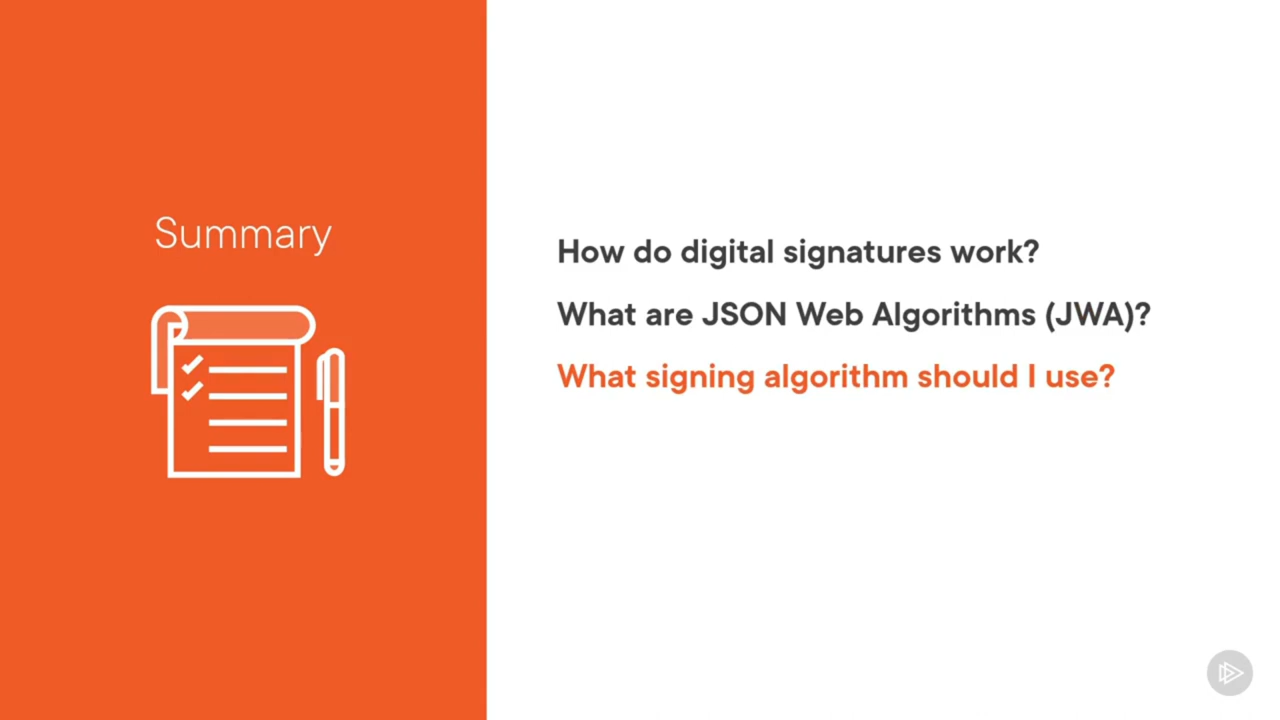 Summary
How do digital signatures work?
What are JSON Web Algorithms (JWA)?
What signing algorithm should I use?